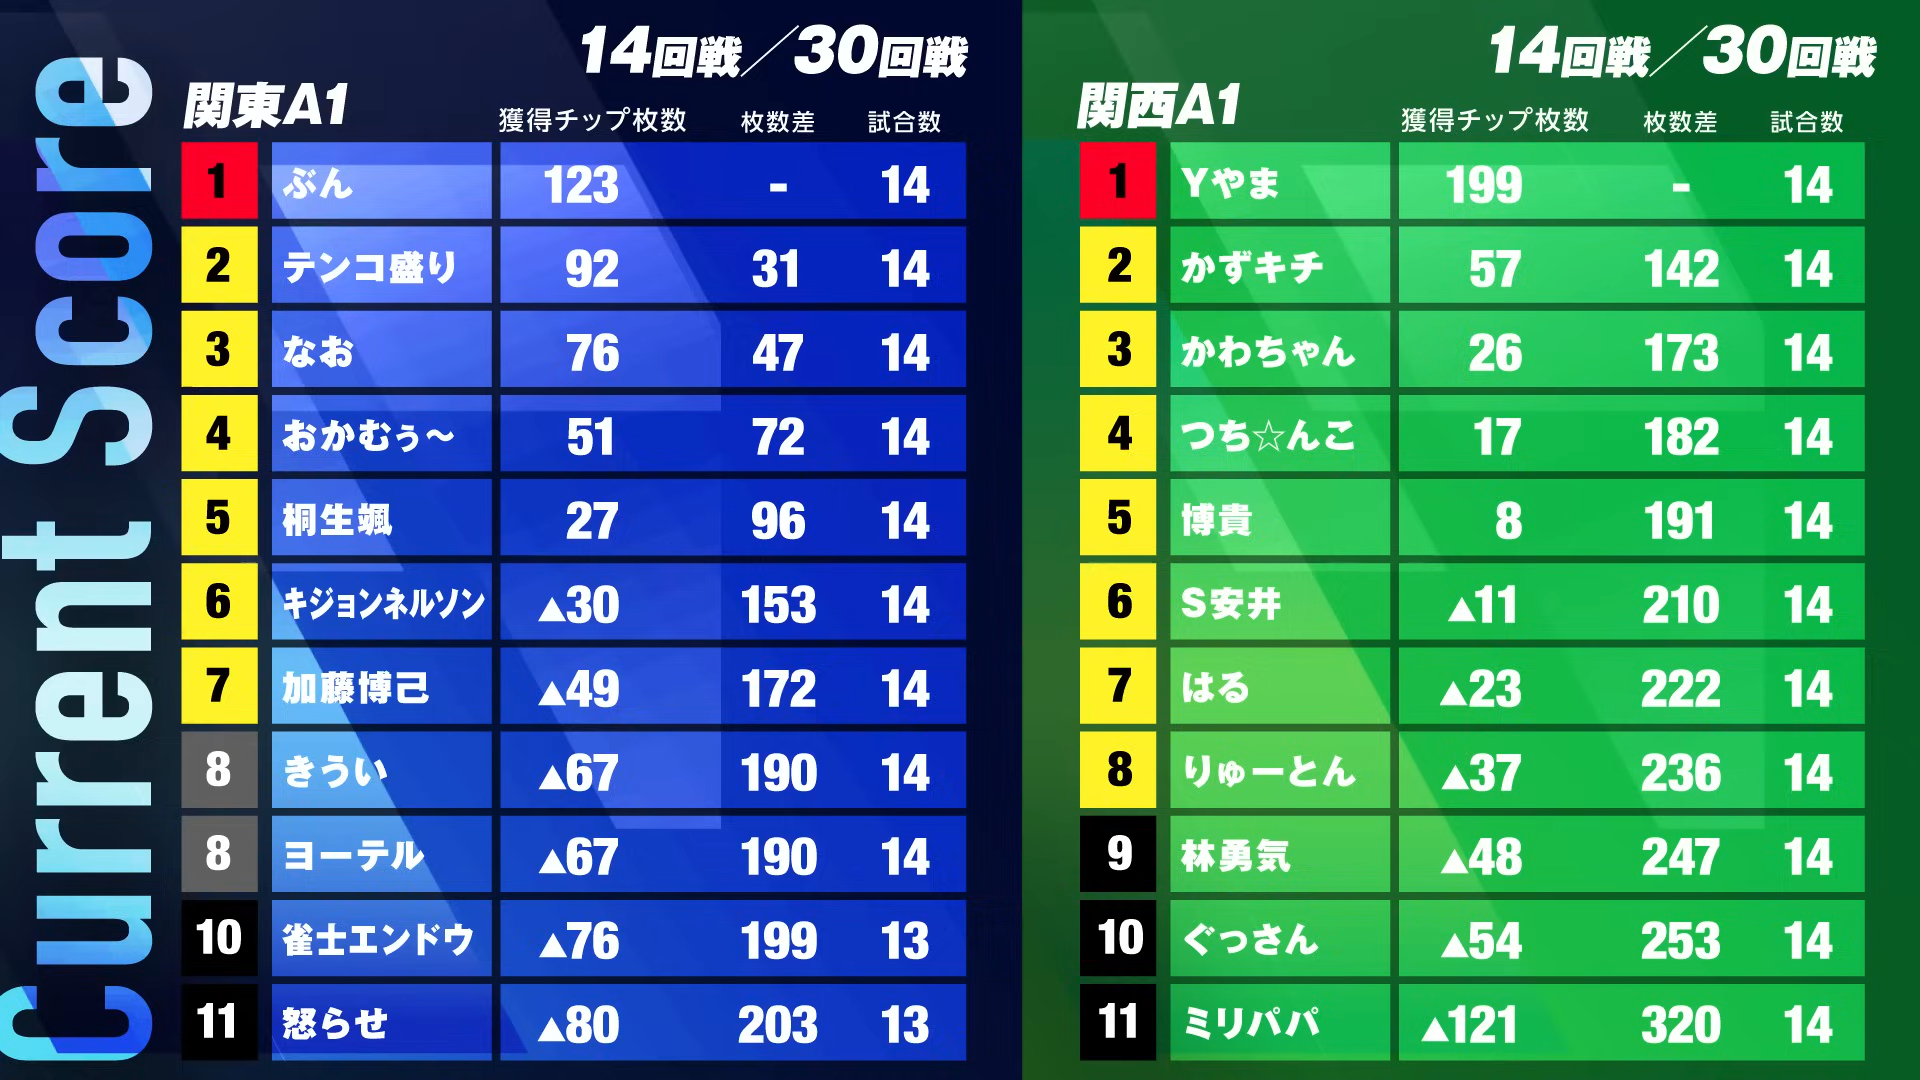 Current Score
14回戦／30回戦
関東A1
獲得チップ枚数 枚数差 試合数
1 ぶん 123 - 14
2 テンコ盛り 92 31 14
3 なお 76 47 14
4 おかむぅ～ 51 72 14
5 桐生颯 27 96 14
6 キジョンネルソン ▲30 153 14
7 加藤博己 ▲49 172 14
8 きうい ▲67 190 14
8 ヨーテル ▲67 190 14
10 雀士エンドウ ▲76 199 13
11 怒らせ ▲80 203 13
14回戦／30回戦
関西A1
獲得チップ枚数 枚数差 試合数
1 Yやま 199 - 14
2 かずキチ 57 142 14
3 かわちゃん 26 173 14
4 つち☆んこ 17 182 14
5 博貴 8 191 14
6 S安井 ▲11 210 14
7 はる ▲23 222 14
8 りゅーとん ▲37 236 14
9 林勇気 ▲48 247 14
10 ぐっさん ▲54 253 14
11 ミリパパ ▲121 320 14